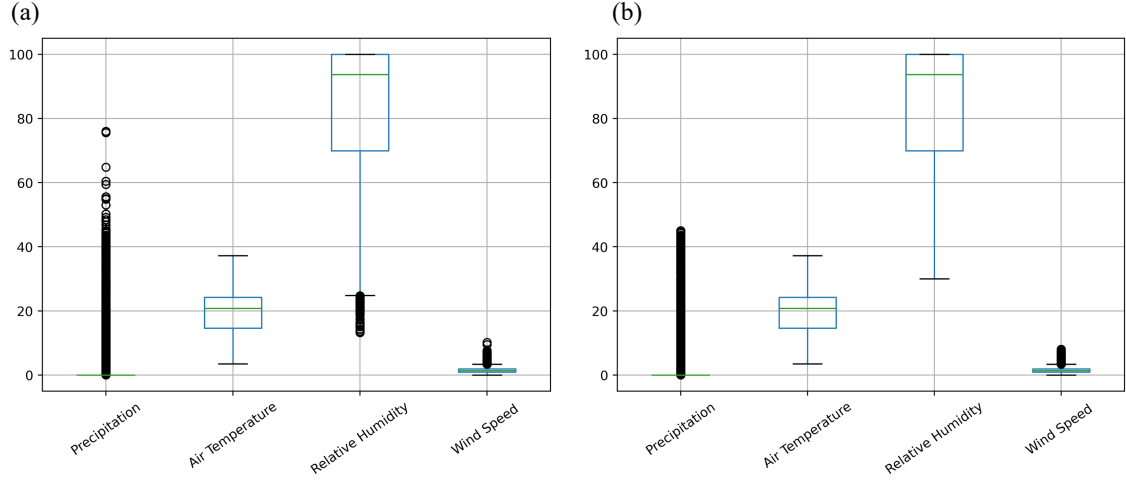 (a)
100
80
60
40
20
0
Precipitation
Air Temperature
Relative Humidity
Wind Speed
(b)
100
80
60
40
20
0
Precipitation
Air Temperature
Relative Humidity
Wind Speed